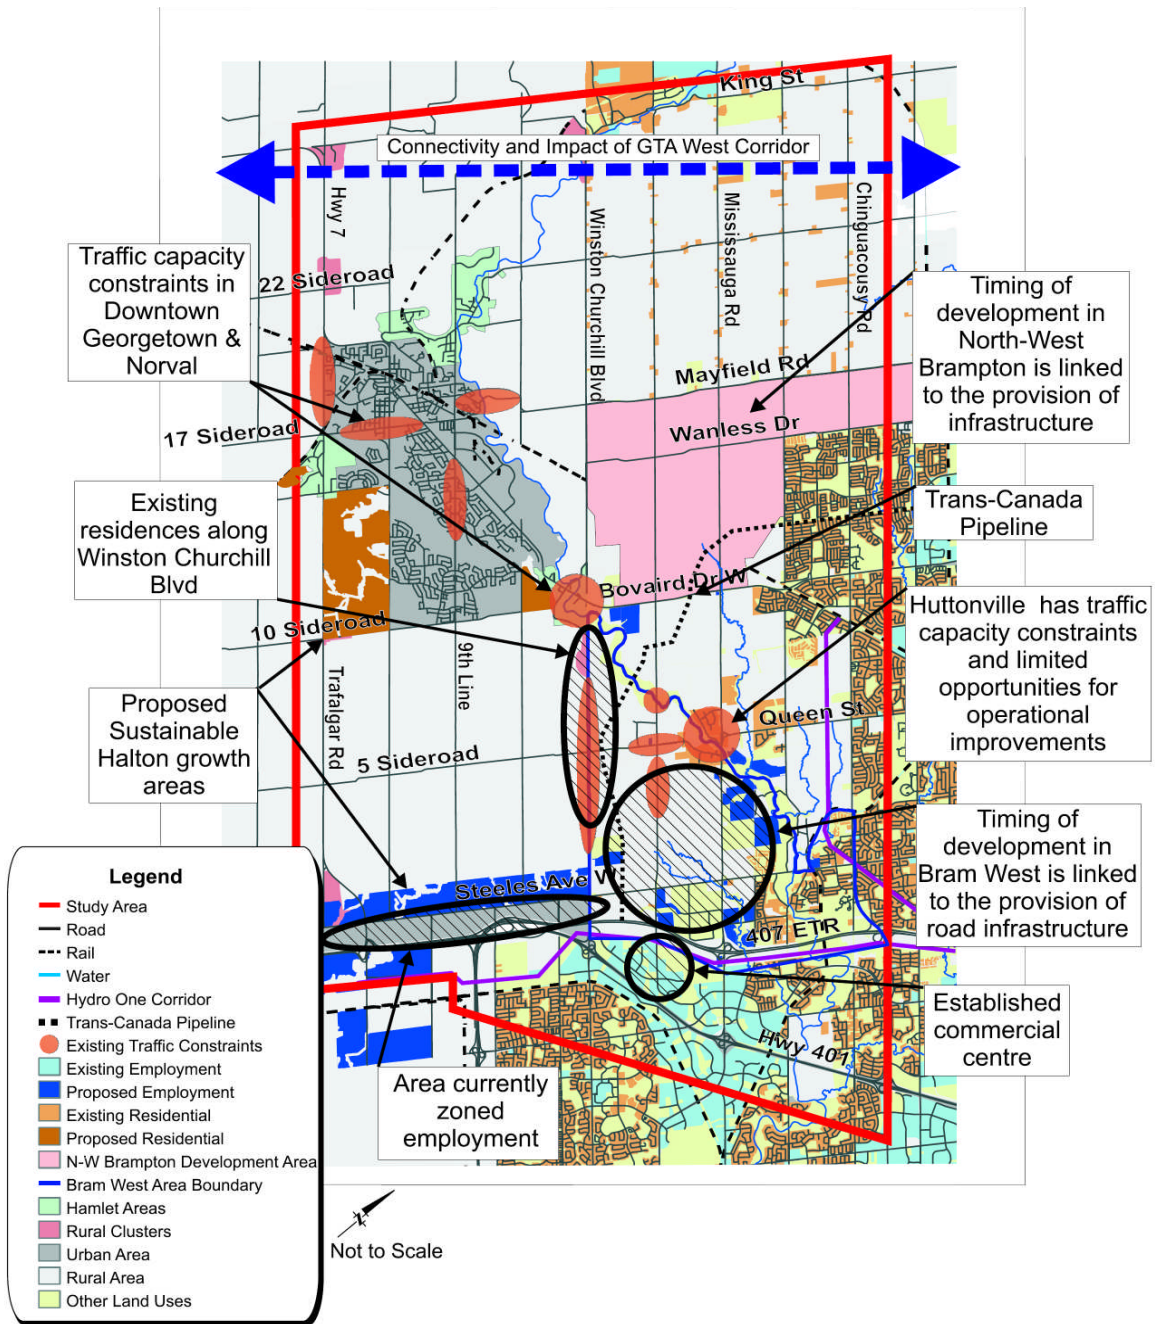 King St
Connectivity and Impact of GTA West Corridor
Hwy 7
Winston Churchill Blvd
Mississauga Rd
Chinguacousy Rd
Traffic capacity
constraints in
Downtown
Georgetown &
Norval
22 Sideroad
Timing of
development in
North-West
Brampton is linked
to the provision of
infrastructure
Mayfield Rd
17 Sideroad
Wanless Dr
Existing
residences along
Winston Churchill
Blvd
Trans-Canada
Pipeline
Bovaird Dr W
10 Sideroad
Huttonville has traffic
capacity constraints
and limited
opportunities for
operational
improvements
Trafalgar Rd
9th Line
Proposed
Sustainable
Halton growth
areas
Queen St
5 Sideroad
Timing of
development in
Bram West is linked
to the provision of
road infrastructure
Steeles Ave W
407 ETR
Established
commercial
centre
Hwy 401
Area currently
zoned
employment
Legend
Study Area
Road
Rail
Water
Hydro One Corridor
Trans-Canada Pipeline
Existing Traffic Constraints
Existing Employment
Proposed Employment
Existing Residential
Proposed Residential
N-W Brampton Development Area
Bram West Area Boundary
Hamlet Areas
Rural Clusters
Urban Area
Rural Area
Other Land Uses
z
Not to Scale